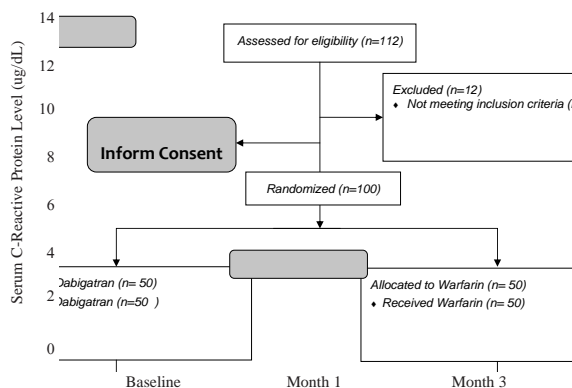 Serum C-Reactive Protein Level (ug/dL)
14
12
10
8
6
4
2
0
Assessed for eligibility (n=112)
Excluded (n=12)
♦ Not meeting inclusion criteria (
Inform Consent
Randomized (n=100)
Dabigatran (n= 50)
Dabigatran (n=50 )
Allocated to Warfarin (n= 50)
♦ Received Warfarin (n= 50)
Baseline
Month 1
Month 3